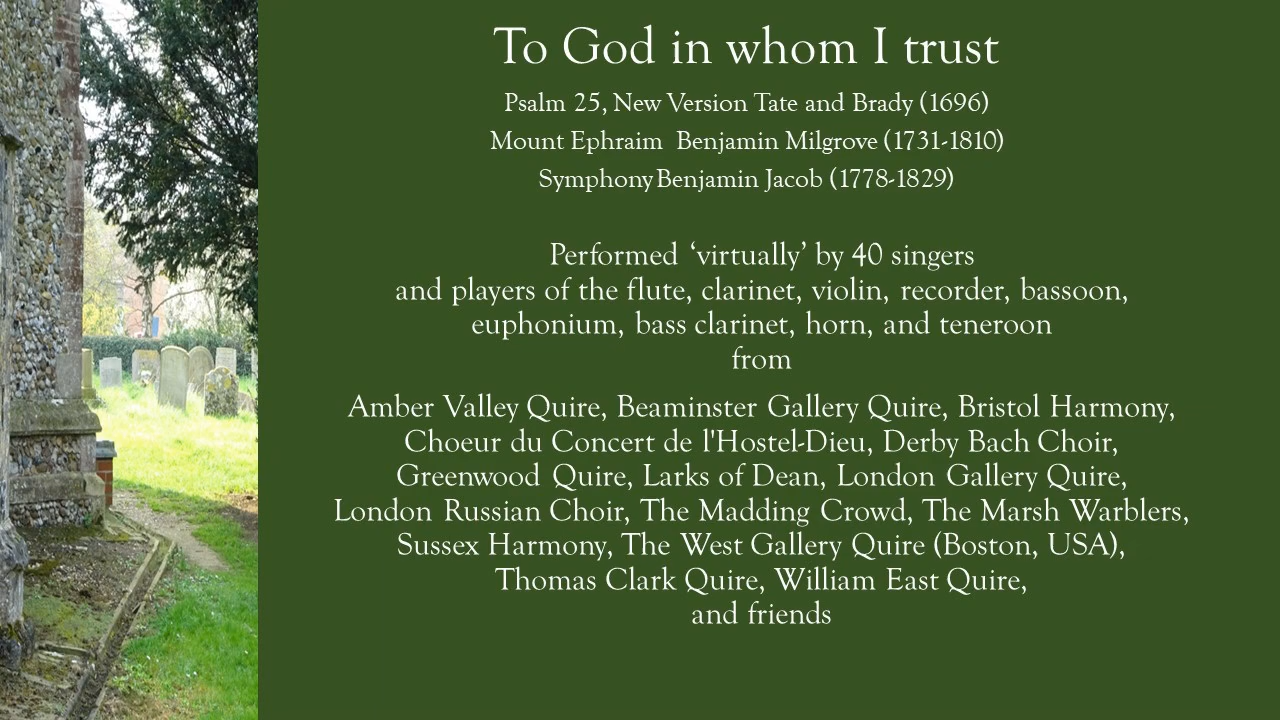 To God in whom I trust
Psalm 25, New Version Tate and Brady (1696)
Mount Ephraim  Benjamin Milgrove (1731-1810)
Symphony Benjamin Jacob (1778-1829)
Performed ‘virtually’ by 40 singers
and players of the flute, clarinet, violin, recorder, bassoon,
euphonium, bass clarinet, horn, and teneroon
from
Amber Valley Quire, Beaminster Gallery Quire, Bristol Harmony,
Choeur du Concert de l'Hostel-Dieu, Derby Bach Choir,
Greenwood Quire, Larks of Dean, London Gallery Quire,
London Russian Choir, The Madding Crowd, The Marsh Warblers,
Sussex Harmony, The West Gallery Quire (Boston, USA),
Thomas Clark Quire, William East Quire,
and friends